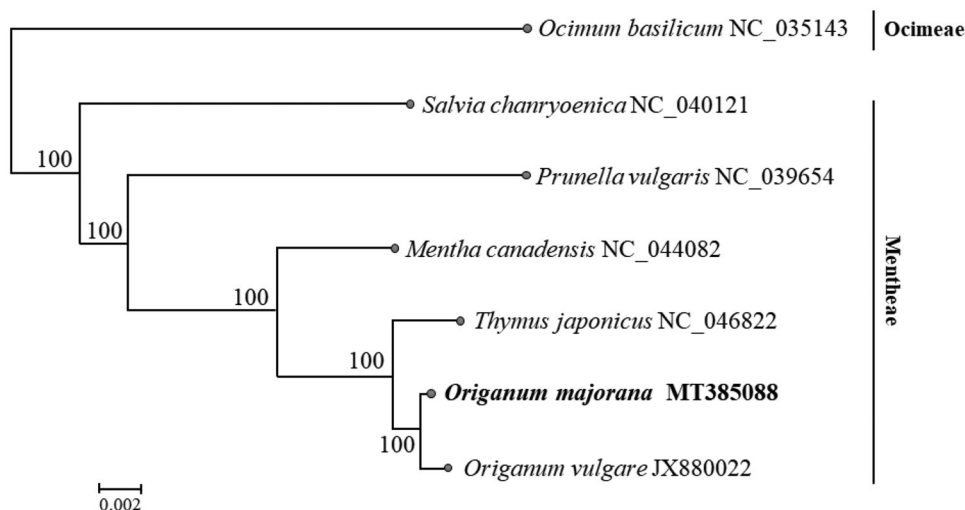 Ocimum basilicum NC_035143
Ocimeae
Salvia chanryoenica NC_040121
100
Prunella vulgaris NC_039654
100
Mentha canadensis NC_044082
Mentheae
100
Thymus japonicus NC_046822
100
Origanum majorana MT385088
100
Origanum vulgare JX880022
0.002